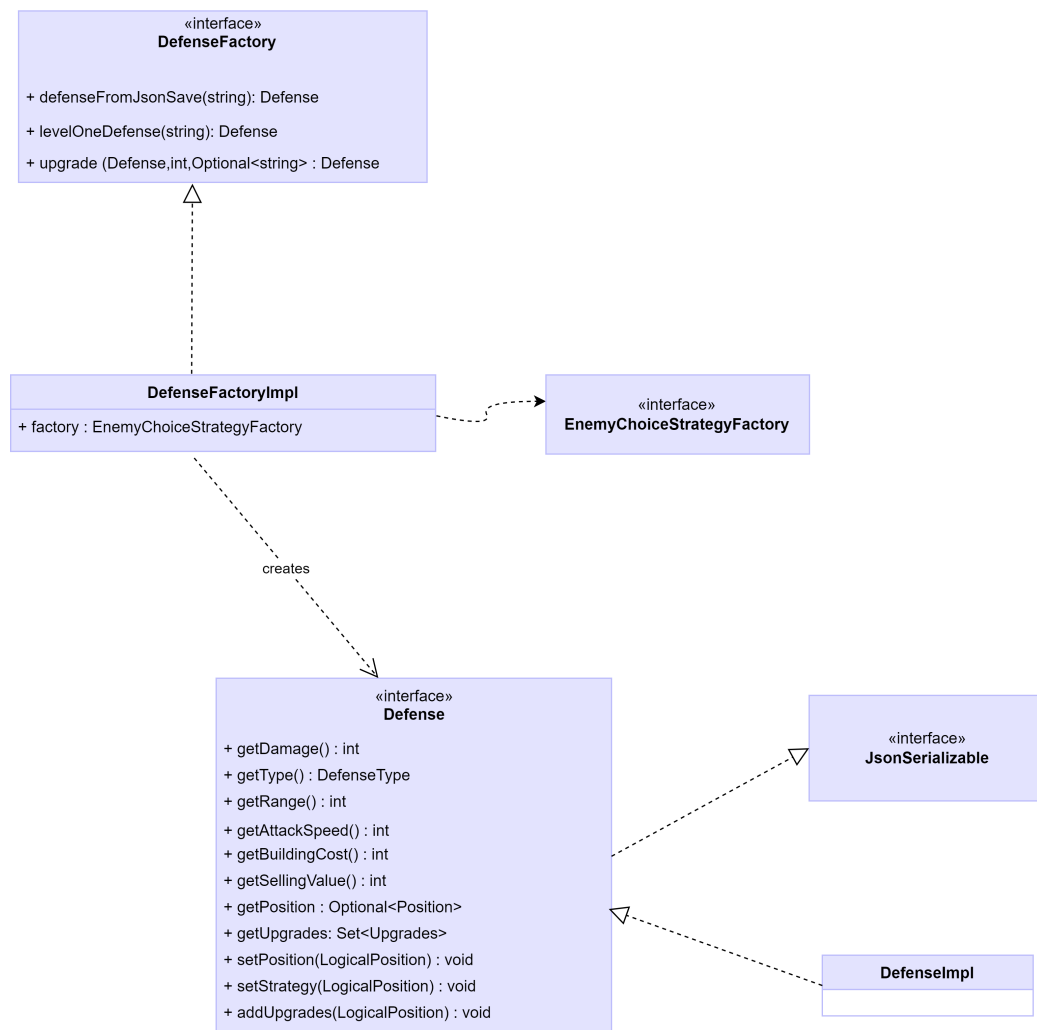 «interface»
DefenseFactory
+ defenseFromJsonSave(string): Defense
+ levelOneDefense(string): Defense
+ upgrade (Defense,int,Optional<string> : Defense
DefenseFactoryImpl
+ factory : EnemyChoiceStrategyFactory
«interface»
EnemyChoiceStrategyFactory
creates
«interface»
Defense
+ getDamage() : int
+ getType() : DefenseType
+ getRange() : int
+ getAttackSpeed() : int
+ getBuildingCost() : int
+ getSellingValue() : int
+ getPosition : Optional<Position>
+ getUpgrades: Set<Upgrades>
+ setPosition(LogicalPosition) : void
+ setStrategy(LogicalPosition) : void
+ addUpgrades(LogicalPosition) : void
«interface»
JsonSerializable
DefenseImpl